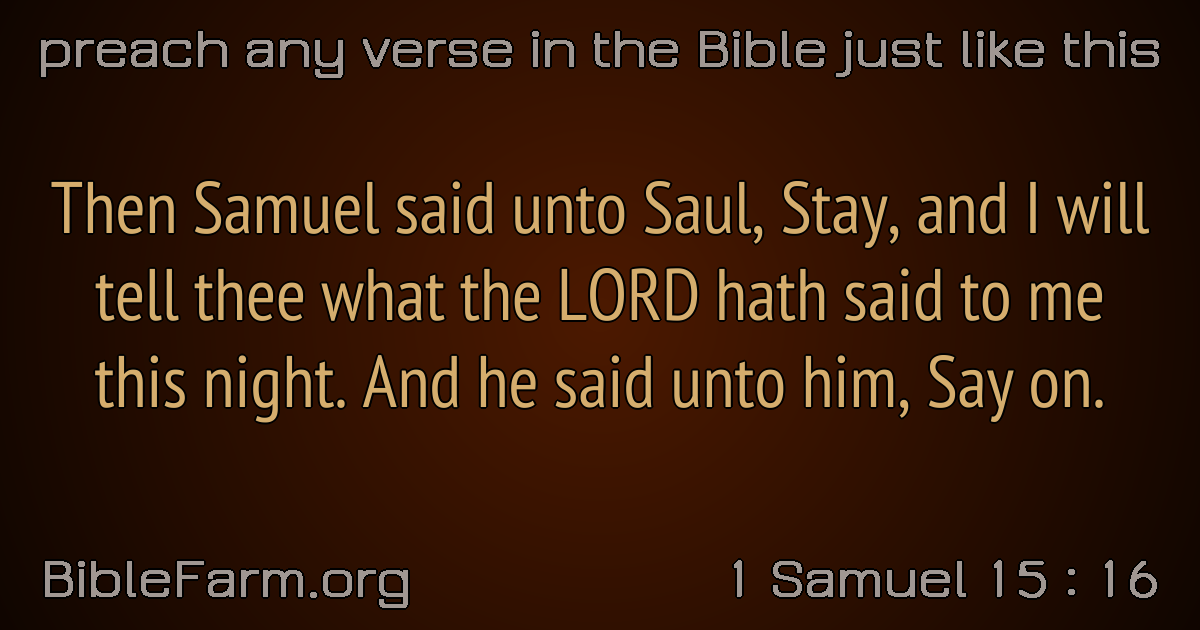 preach any verse in the Bible just like this
Then Samuel said unto Saul, Stay, and I will
tell thee what the LORD hath said to me
this night. And he said unto him, Say on.
BibleFarm.org
1 Samuel 15 : 16